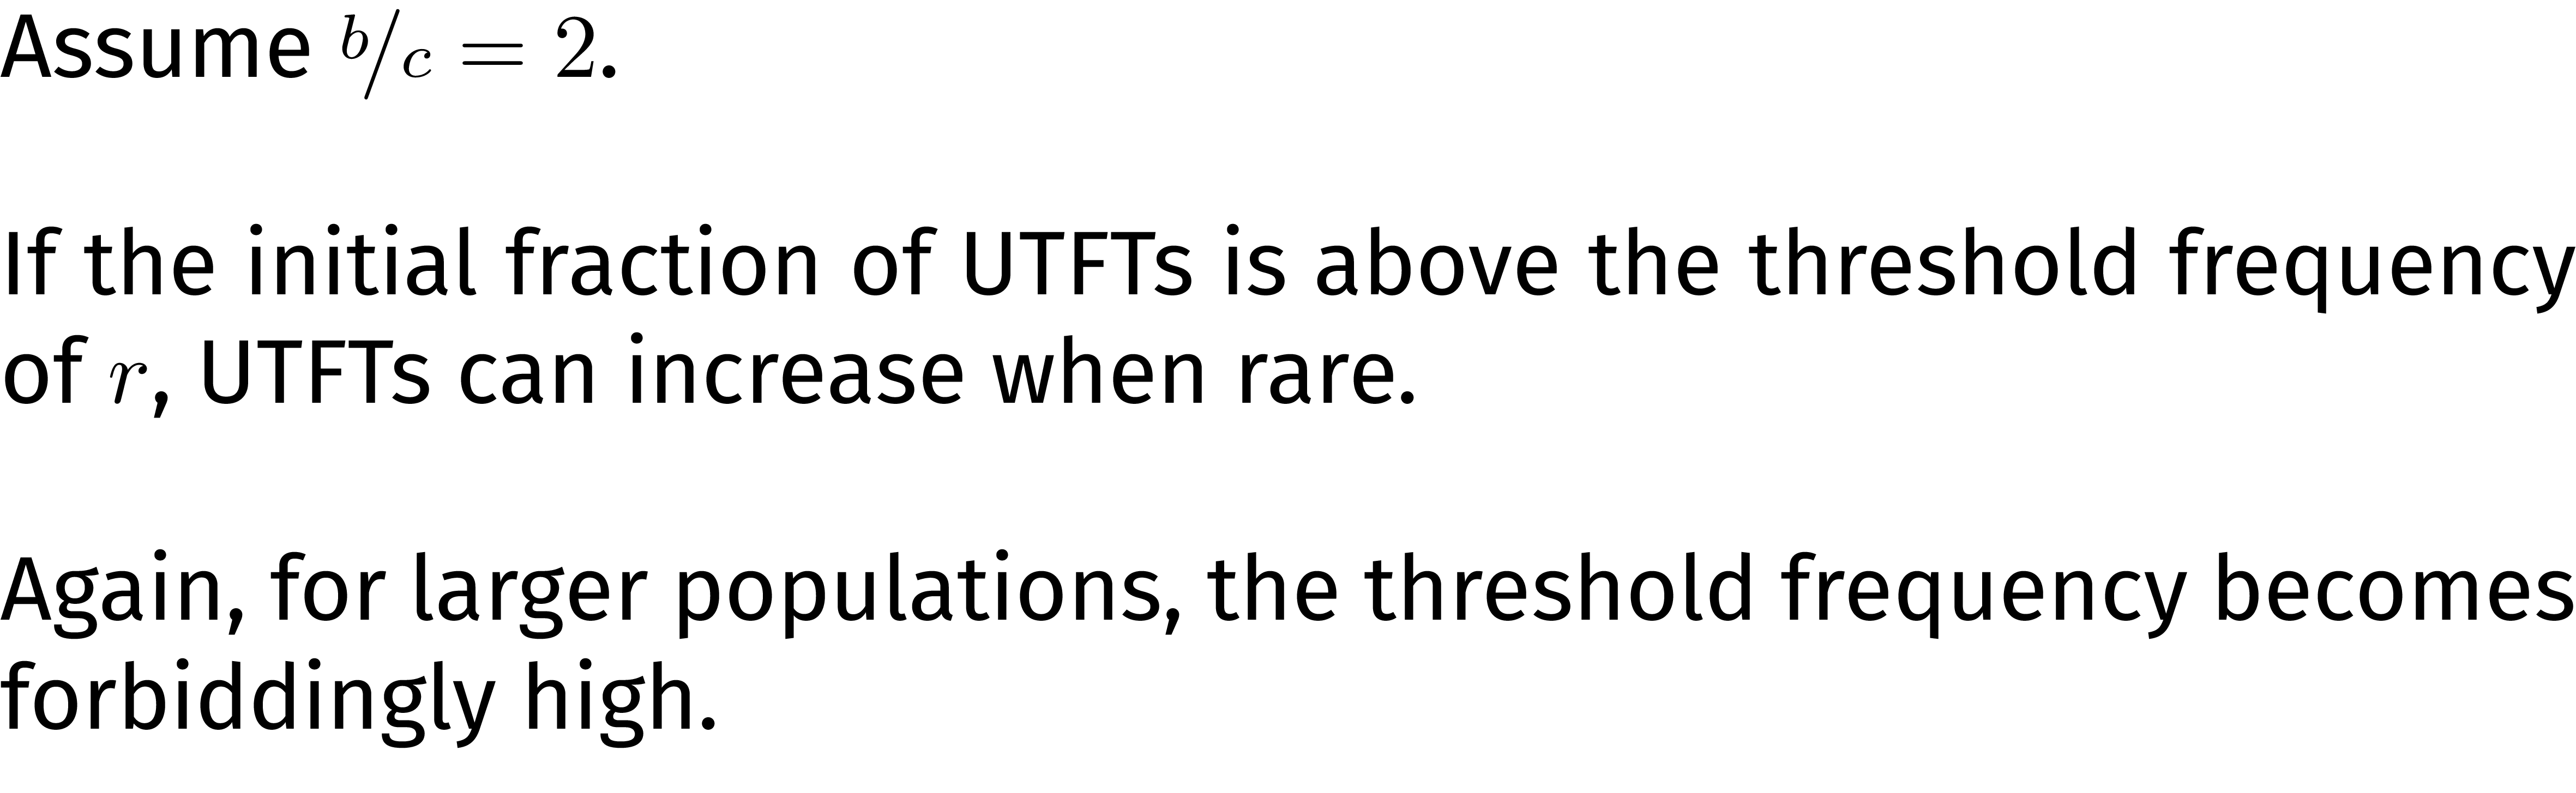 Assume b/c = 2.
If the initial fraction of UTFTs is above the threshold frequency
of r, UTFTs can increase when rare.
Again, for larger populations, the threshold frequency becomes
forbiddingly high.